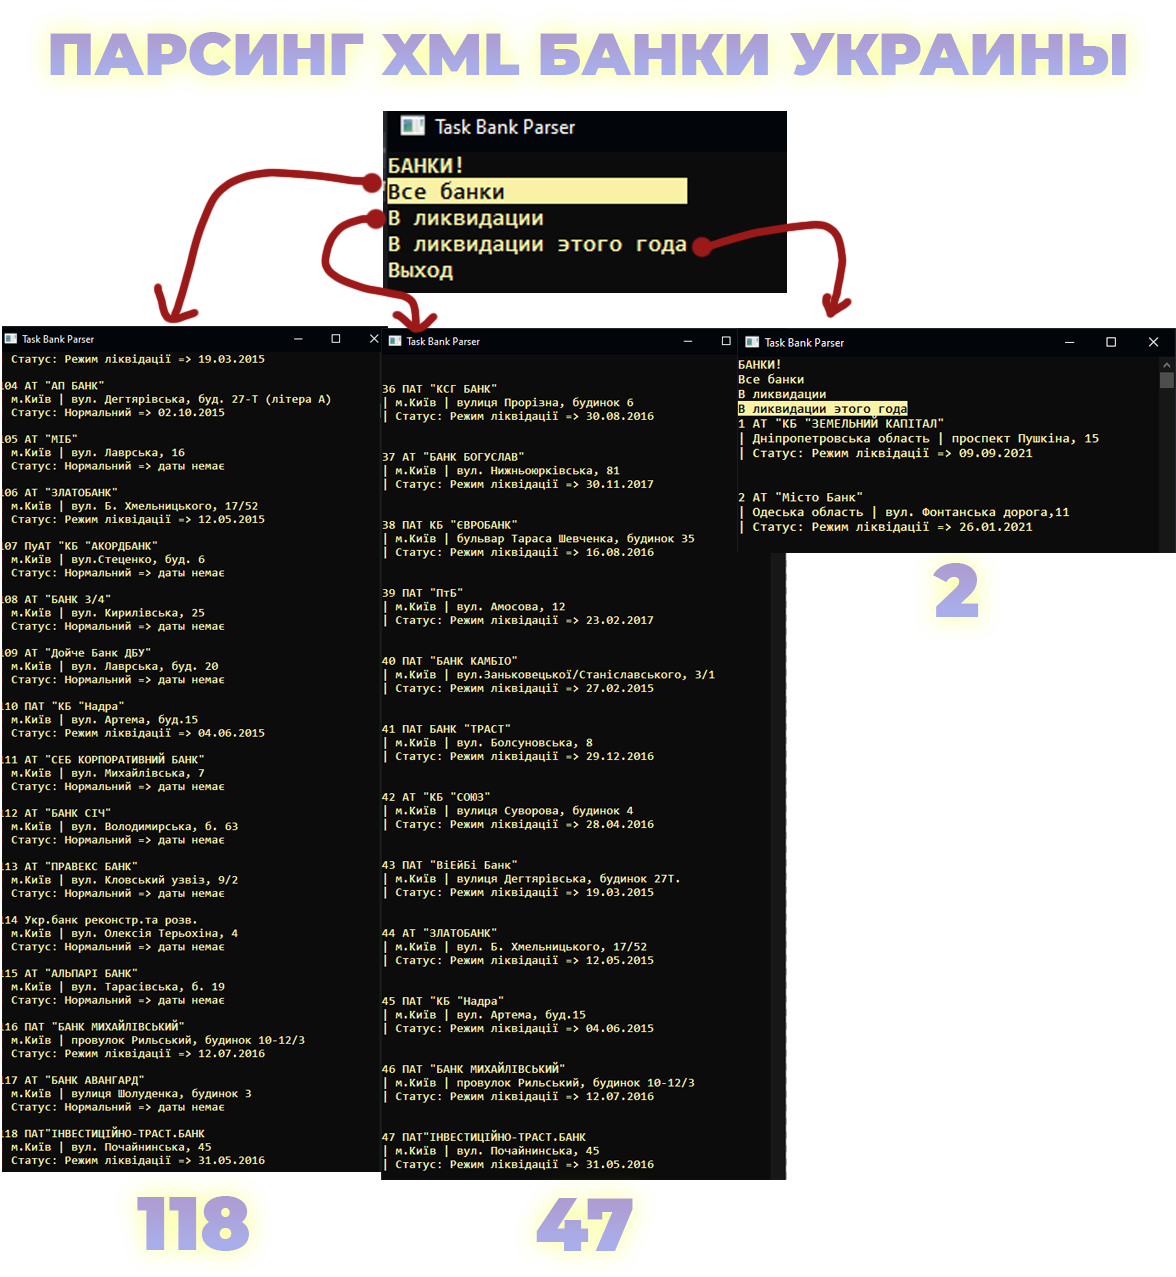 ПАРСИНГ XML БАНКИ УКРАИНЫ
Task Bank Parser
БАНКИ!
Все банки
В ликвидации
В ликвидации этого года
Выход
Task Bank Parser
Статус: Режим ліквідації => 19.03.2015
104 АТ "АП БАНК"
м.Київ | вул. Дегтярівська, буд. 27-Т (літера А)
Статус: Нормальний => 02.10.2015
105 АТ "МІБ"
м.Київ | вул. Лаврська, 16
Статус: Нормальний => даты немає
106 АТ "ЗЛАТОБАНК"
м.Київ | вул. Б. Хмельницького, 17/52
Статус: Режим ліквідації => 12.05.2015
107 ПуАТ "КБ "АКОРДБАНК"
м.Київ | вул.Стеценко, буд. 6
Статус: Нормальний => даты немає
108 АТ "БАНК 3/4"
м.Київ | вул. Кирилівська, 25
Статус: Нормальний => даты немає
109 АТ "Дойче Банк ДБУ"
м.Київ | вул. Лаврська, буд. 20
Статус: Нормальний => даты немає
110 ПАТ "КБ "Надра"
м.Київ | вул. Артема, буд.15
Статус: Режим ліквідації => 04.06.2015
111 АТ "СЕБ КОРПОРАТИВНИЙ БАНК"
м.Київ | вул. Михайлівська, 7
Статус: Нормальний => даты немає
112 АТ "БАНК СІЧ"
м.Київ | вул. Володимирська, б. 63
Статус: Нормальний => даты немає
113 АТ "ПРАВЕКС БАНК"
м.Київ | вул. Кловський узвіз, 9/2
Статус: Нормальний => даты немає
114 Укр.банк реконстр.та розв.
м.Київ | вул. Олексія Терьохіна, 4
Статус: Нормальний => даты немає
115 АТ "АЛЬПАРІ БАНК"
м.Київ | вул. Тарасівська, б. 19
Статус: Нормальний => даты немає
116 ПАТ "БАНК МИХАЙЛІВСЬКИЙ"
м.Київ | провулок Рильський, будинок 10-12/3
Статус: Режим ліквідації => 12.07.2016
117 АТ "БАНК АВАНГАРД"
м.Київ | вулиця Шолуденка, будинок 3
Статус: Нормальний => даты немає
118 ПАТ"ІНВЕСТИЦІЙНО-ТРАСТ.БАНК
м.Київ | вул. Почайнинська, 45
Статус: Режим ліквідації => 31.05.2016
118
Task Bank Parser
36 ПАТ "КСГ БАНК"
| м.Київ | вулиця Прорізна, будинок 6
| Статус: Режим ліквідації => 30.08.2016
37 АТ "БАНК БОГУСЛАВ"
| м.Київ | вул. Нижньоюрківська, 81
| Статус: Режим ліквідації => 30.11.2017
38 ПАТ КБ "ЄВРОБАНК"
| м.Київ | бульвар Тараса Шевченка, будинок 35
| Статус: Режим ліквідації => 16.08.2016
39 ПАТ "ПтБ"
| м.Київ | вул. Амосова, 12
| Статус: Режим ліквідації => 23.02.2017
40 ПАТ "БАНК КАМБІО"
| м.Київ | вул.Заньковецької/Станіславського, 3/1
| Статус: Режим ліквідації => 27.02.2015
41 ПАТ БАНК "ТРАСТ"
| м.Київ | вул. Болсуновська, 8
| Статус: Режим ліквідації => 29.12.2016
42 АТ "КБ "СОЮЗ"
| м.Київ | вулиця Суворова, будинок 4
| Статус: Режим ліквідації => 28.04.2016
43 ПАТ "ВіЕйБі Банк"
| м.Київ | вулиця Дегтярівська, будинок 27Т.
| Статус: Режим ліквідації => 19.03.2015
44 АТ "ЗЛАТОБАНК"
| м.Київ | вул. Б. Хмельницького, 17/52
| Статус: Режим ліквідації => 12.05.2015
45 ПАТ "КБ "Надра"
| м.Київ | вул. Артема, буд.15
| Статус: Режим ліквідації => 04.06.2015
46 ПАТ "БАНК МИХАЙЛІВСЬКИЙ"
| м.Київ | провулок Рильський, будинок 10-12/3
| Статус: Режим ліквідації => 12.07.2016
47 ПАТ"ІНВЕСТИЦІЙНО-ТРАСТ.БАНК
| м.Київ | вул. Почайнинська, 45
| Статус: Режим ліквідації => 31.05.2016
47
Task Bank Parser
БАНКИ!
Все банки
В ликвидации
В ликвидации этого года
1 АТ "КБ "ЗЕМЕЛЬНИЙ КАПІТАЛ"
| Дніпропетровська область | проспект Пушкіна, 15
| Статус: Режим ліквідації => 09.09.2021
2 АТ "Місто Банк"
| Одеська область | вул. Фонтанська дорога,11
| Статус: Режим ліквідації => 26.01.2021
2